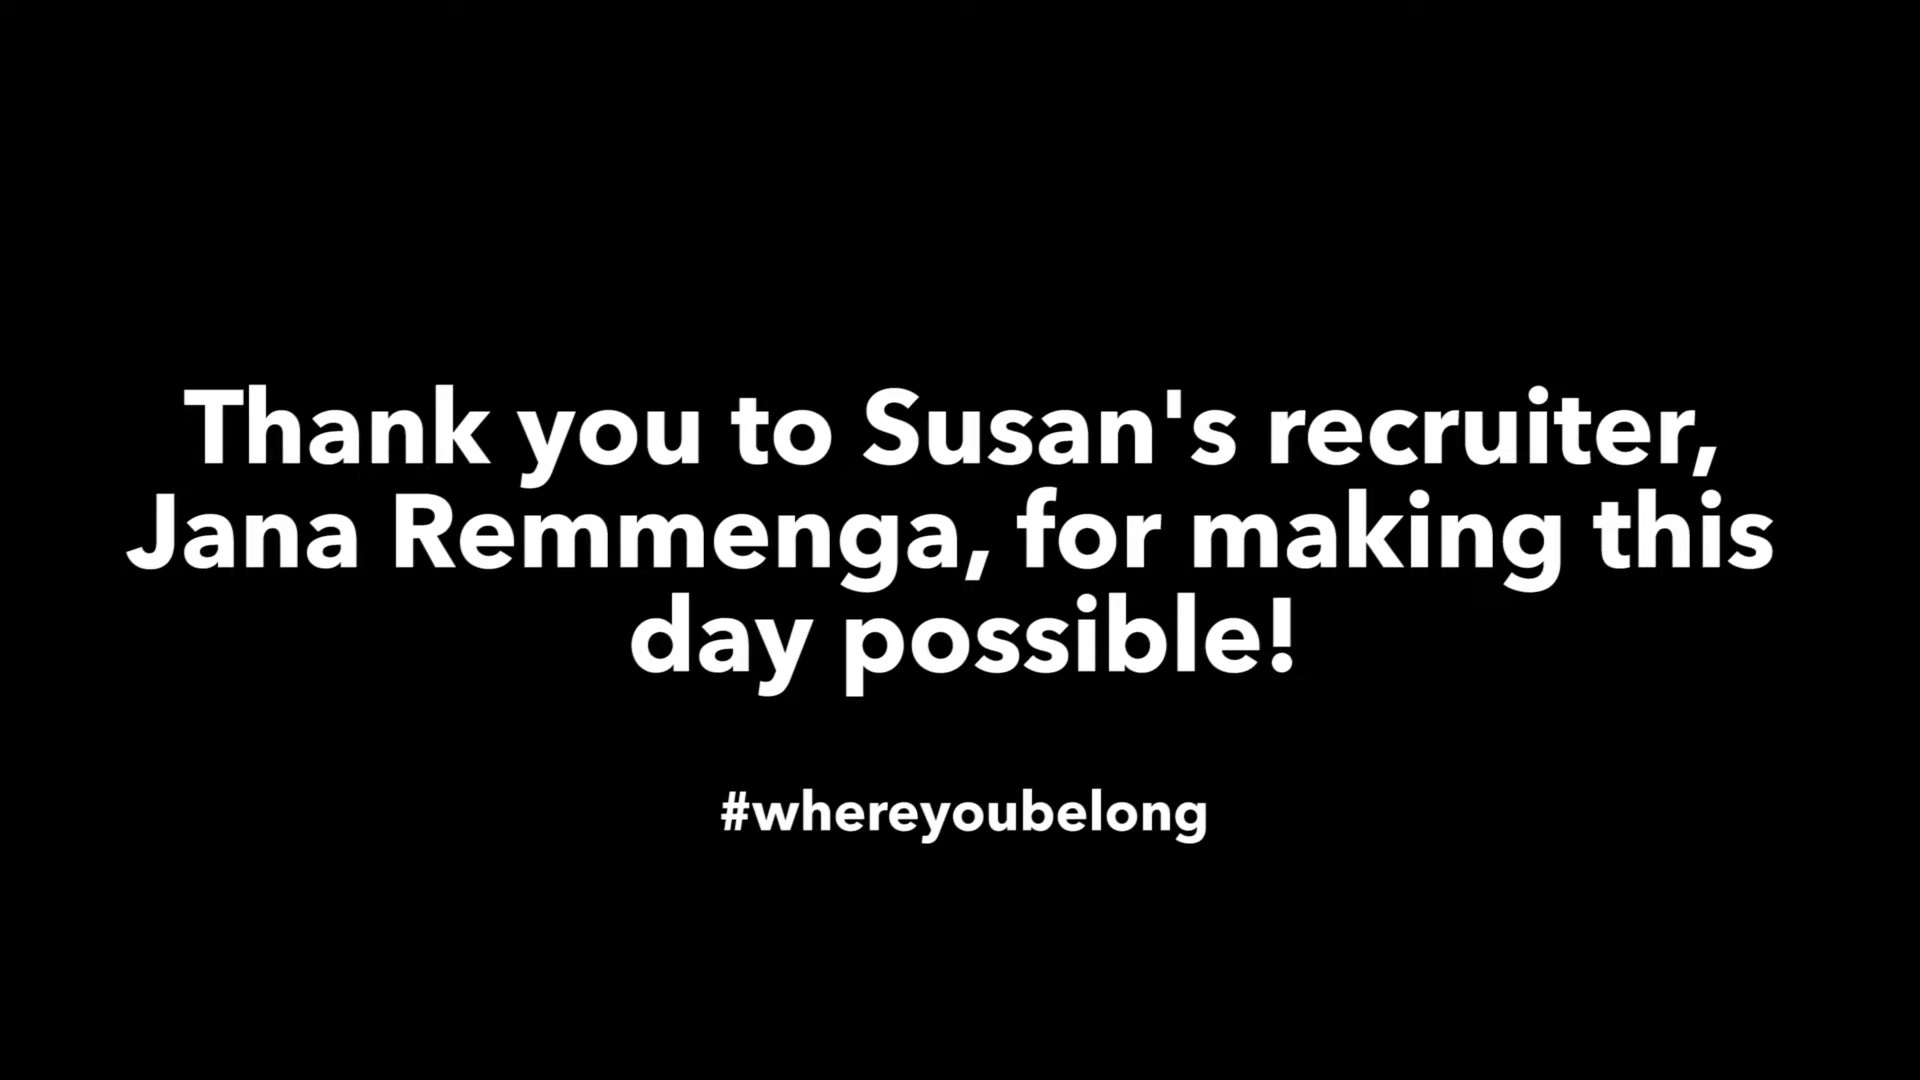 Thank you to Susan's recruiter,
Jana Remmenga, for making this
day possible!
#whereyoubelong